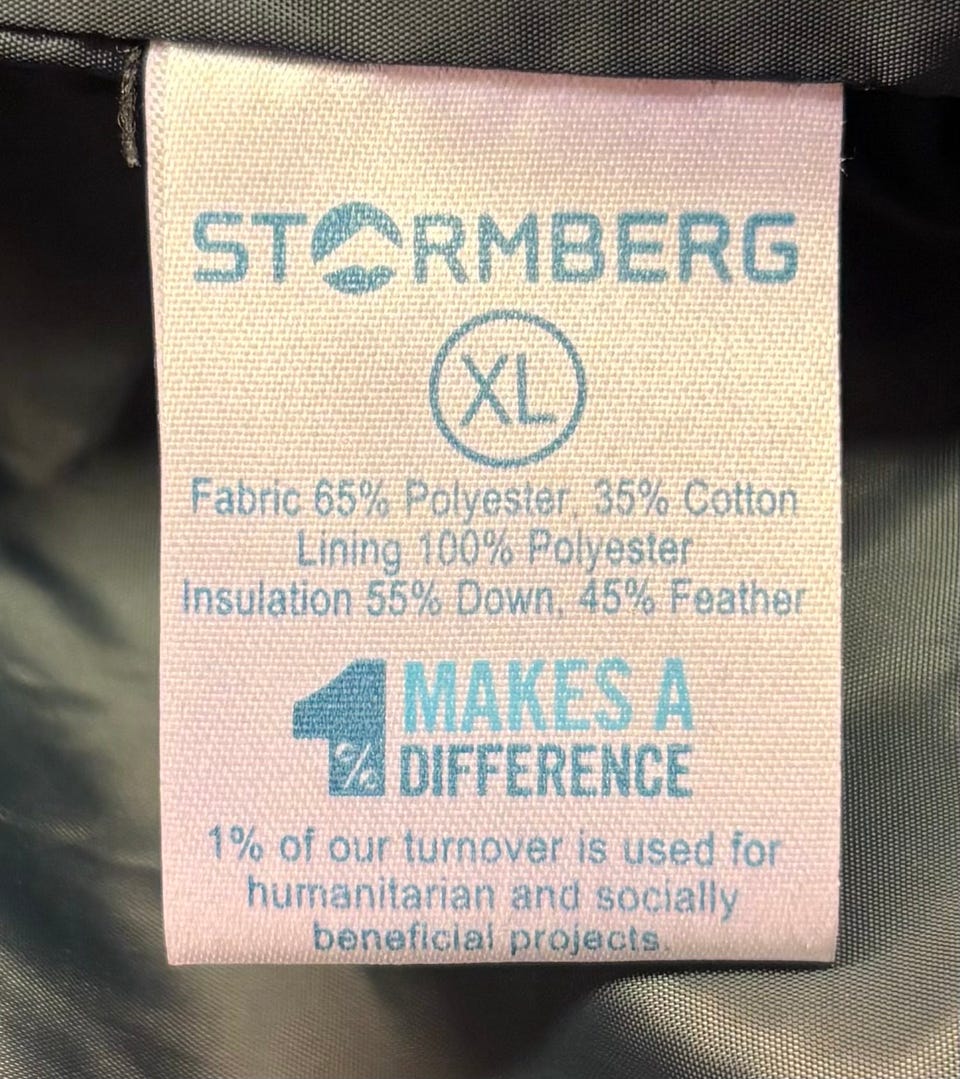 STORMBERG
XL
Fabric 65% Polyester, 35% Cotton
Lining 100% Polyester
Insulation 55% Down, 45% Feather
1% MAKES A
DIFFERENCE
1% of our turnover is used for
humanitarian and socially
beneficial projects.